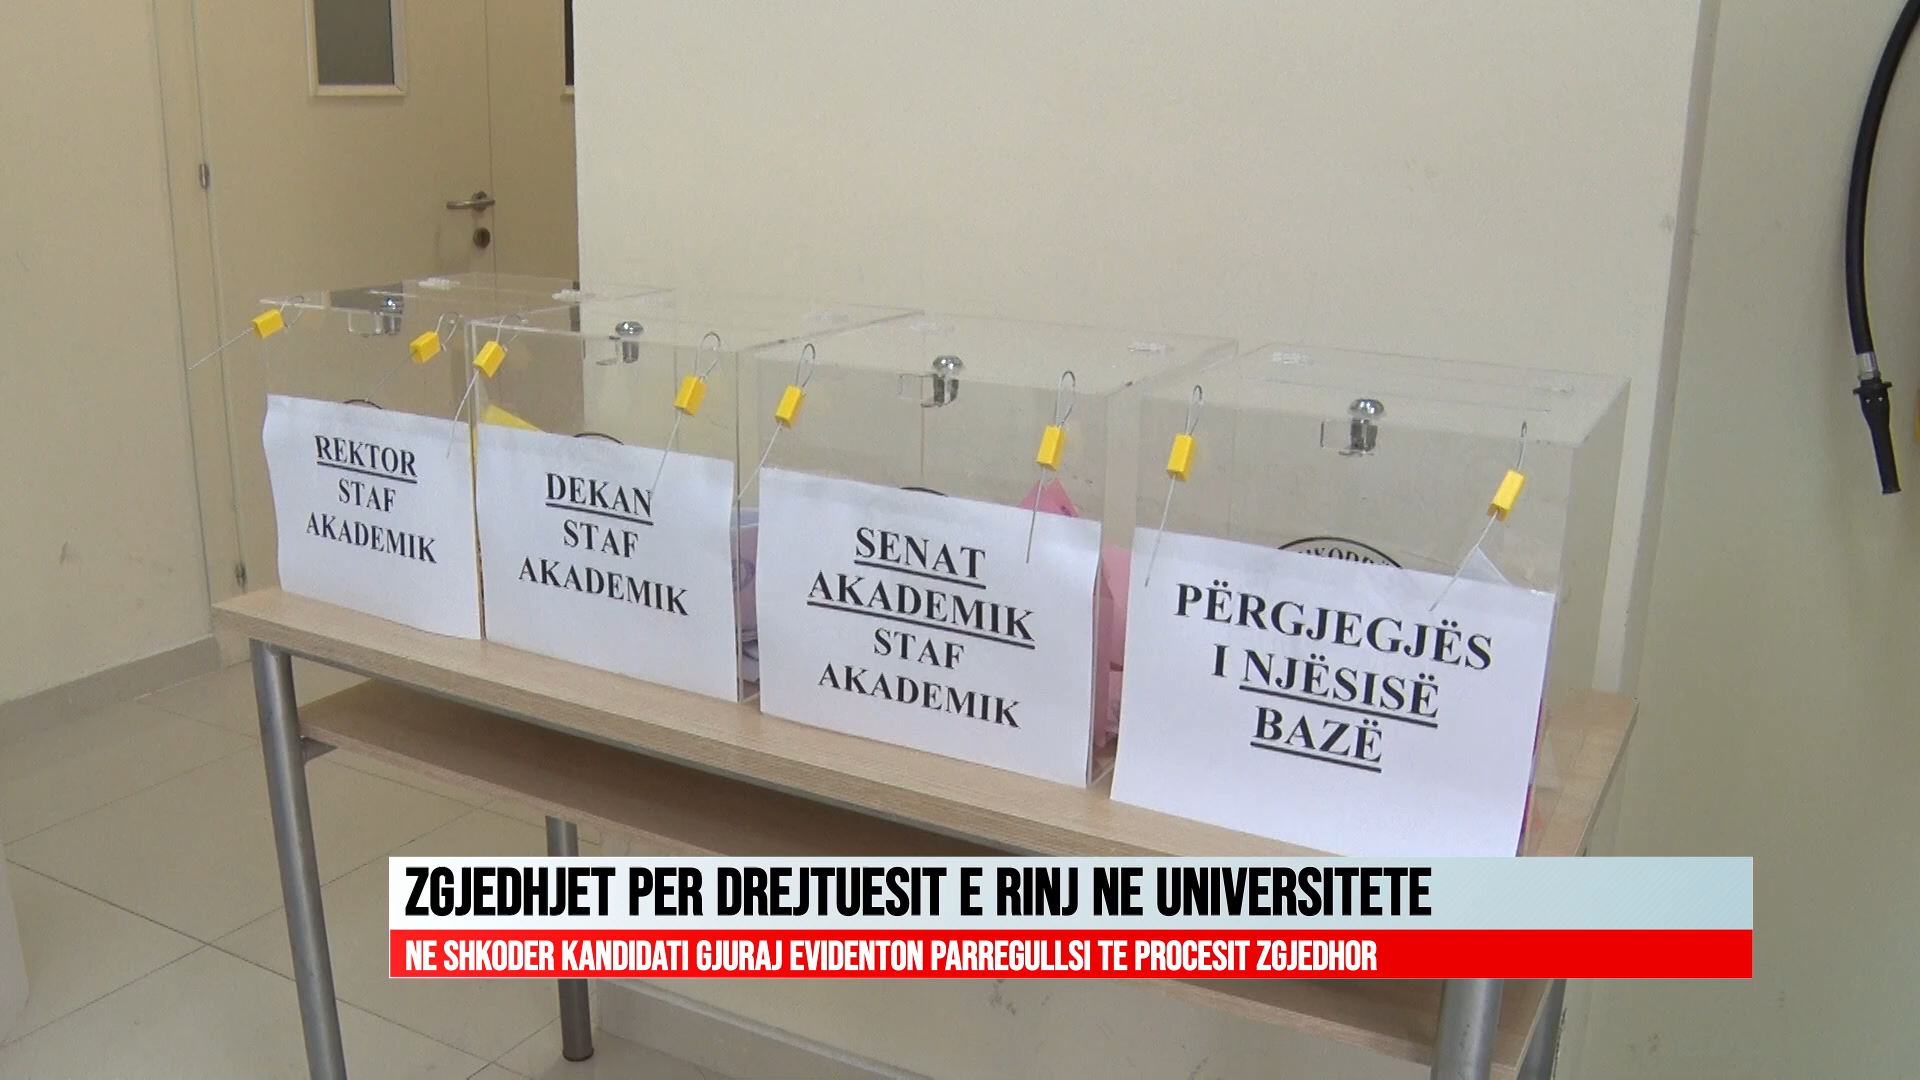 REKTOR
STAF
AKADEMIK
DEKAN
STAF
AKADEMIK
SENAT
AKADEMIK
STAF
AKADEMIK
PËRGJEGJËS
I NJËSISË
BAZË
ZGJEDHJET PER DREJTUESIT E RINJ NE UNIVERSITETE
NE SHKODER KANDIDATI GJURAJ EVIDENTON PARREGULLSI TE PROCESIT ZGJEDHOR